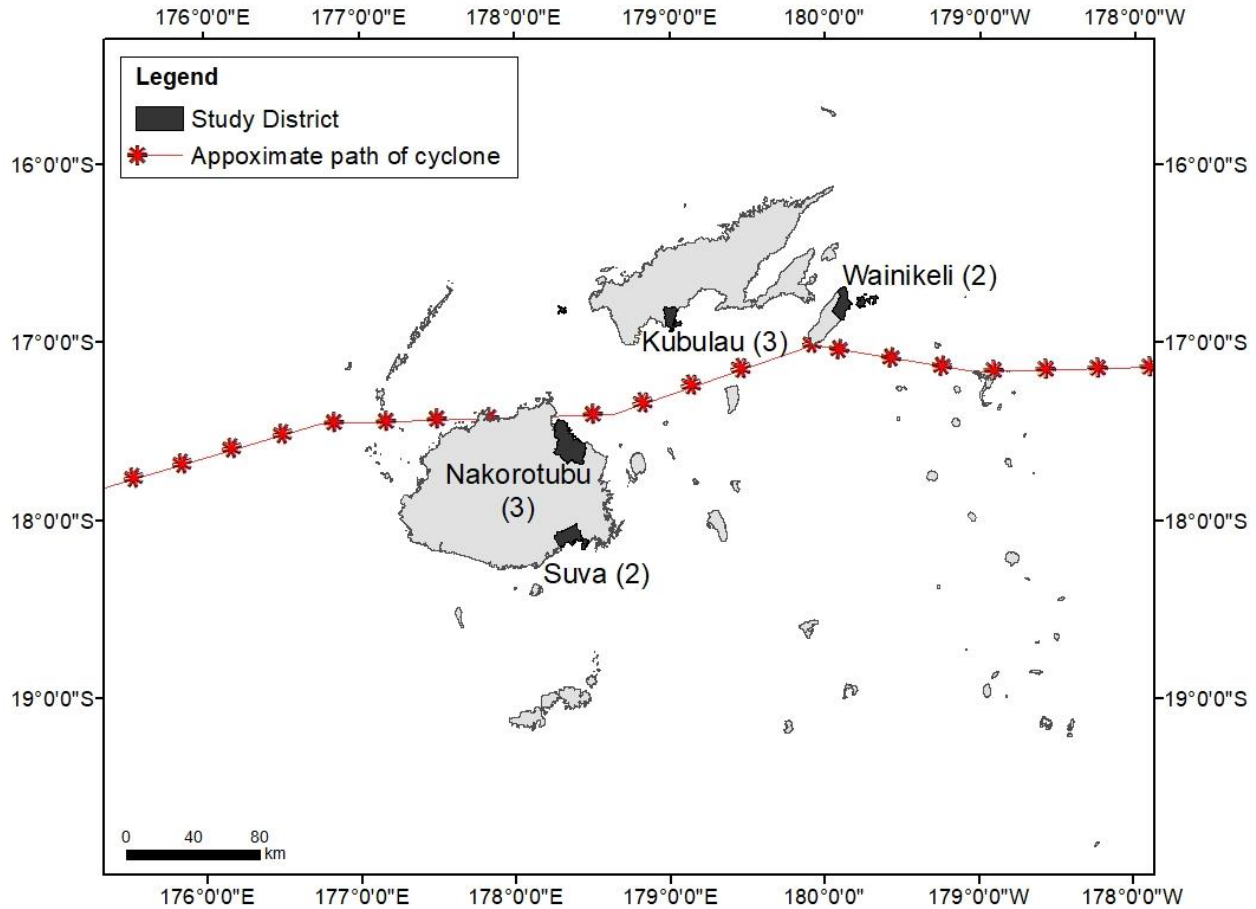 176°0'0"E 177°0'0"E 178°0'0"E 179°0'0"E 180°0'0" 179°0'0"W 178°0'0"W
Legend
Study District
Appoximate path of cyclone
16°0'0"S 16°0'0"S
Wainikeli (2)
17°0'0"S 17°0'0"S
Kubulau (3)
Nakorotubu
(3)
18°0'0"S 18°0'0"S
Suva (2)
19°0'0"S 19°0'0"S
0 40 80
km
176°0'0"E 177°0'0"E 178°0'0"E 179°0'0"E 180°0'0" 179°0'0"W 178°0'0"W